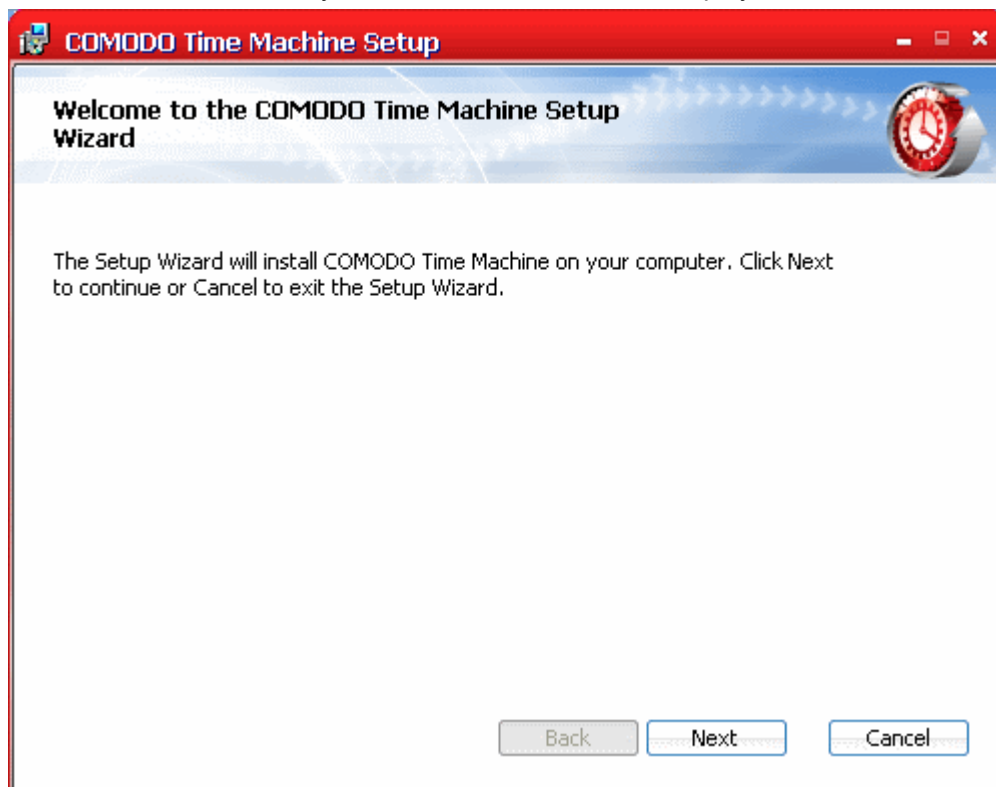 COMODO Time Machine Setup
Welcome to the COMODO Time Machine Setup
Wizard
The Setup Wizard will install COMODO Time Machine on your computer. Click Next
to continue or Cancel to exit the Setup Wizard.
Back Next Cancel